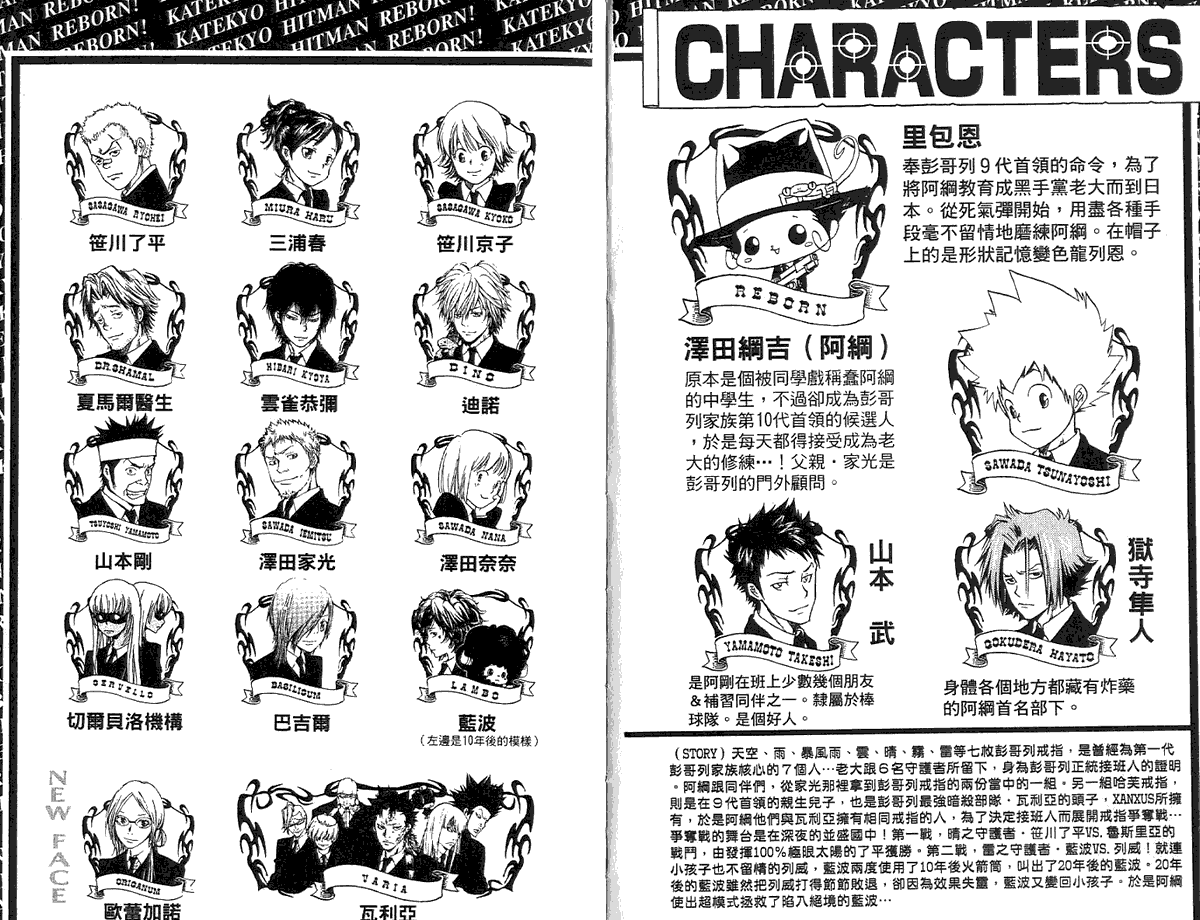 KATEKYO HITMAN REBORN!
CHARACTERS
里包恩
奉彭哥列9代首領的命令，為了
將阿綱教育成黑手黨老大而到日
本。從死氣彈開始，用盡各種手
段毫不留情地磨練阿綱。在帽子
上的是形狀記憶變色龍列恩。
REBORN
澤田綱吉（阿綱）
原本是個被同學戲稱蠢阿綱
的中學生，不過卻成為彭哥
列家族第10代首領的候選人
，於是每天都得接受成為老
大的修練⋯！父親・家光是
彭哥列的門外顧問。
SAWADA TSUNAYOSHI
山本 武
YAMAMOTO TAKESHI
是阿剛在班上少數幾個朋友
＆補習同伴之一。隸屬於棒
球隊。是個好人。
獄寺隼人
GOKUDERA HAYATO
身體各個地方都藏有炸藥
的阿綱首名部下。
（STORY）天空、雨、暴風雨、雲、晴、霧、雷等七枚彭哥列戒指，是曾經為第一代
彭哥列家族核心的7個人⋯老大跟6名守護者所留下，身為彭哥列正統接班人的證明
。阿綱跟同伴們，從家光那裡拿到彭哥列戒指的兩份當中的一組。另一組哈芙戒指，
則是在9代首領的親生兒子，也是彭哥列最強暗殺部隊・瓦利亞的頭子，XANXUS所擁
有，於是阿綱他們與瓦利亞擁有相同戒指的人，為了決定接班人而展開戒指爭奪戰⋯
爭奪戰的舞台是在深夜的並盛國中！第一戰，晴之守護者・笹川了平VS.魯斯里亞的
戰鬥，由發揮100%極限太陽的了平獲勝。第二戰，雷之守護者・藍波VS.列威！就連
小孩子也不留情的列威，藍波兩度使用了10年後火箭筒，叫出了20年後的藍波。20年
後的藍波雖然把列威打得節節敗退，卻因為效果失靈，藍波又變回小孩子。於是阿綱
使出超模式拯救了陷入絕境的藍波⋯
SASAGAWA RYOHEI
笹川了平
MIURA HARU
三浦春
SASAGAWA KYOKO
笹川京子
DR.SHAMAL
夏馬爾醫生
HIBARI KYOYA
雲雀恭彌
DINO
迪諾
TSUYOSHI YAMAMOTO
山本剛
SAWADA IEMITSU
澤田家光
SAWADA NANA
澤田奈奈
CERVELLO
切爾貝洛機構
BASILICUM
巴吉爾
LAMBO
藍波
（左邊是10年後的模樣）
NEW FACE
ORIGANUM
歐蕾加諾
VARIA
瓦利亞